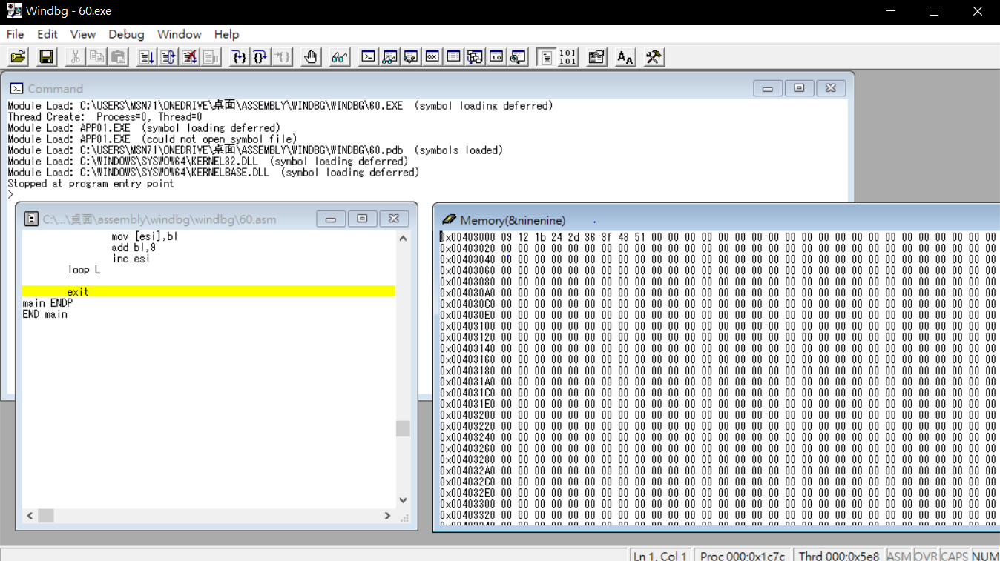 Windbg - 60.exe
File Edit View Debug Window Help
Command
Module Load: C:\USERS\MSN71\ONEDRIVE\桌面\ASSEMBLY\WINDBG\WINDBG\60.EXE (symbol loading deferred)
Thread Create: Process=0, Thread=0
Module Load: APP01.EXE (symbol loading deferred)
Module Load: APP01.EXE (could not open symbol file)
Module Load: C:\USERS\MSN71\ONEDRIVE\桌面\ASSEMBLY\WINDBG\WINDBG\60.pdb (symbols loaded)
Module Load: C:\WINDOWS\SYSWOW64\KERNEL32.DLL (symbol loading deferred)
Module Load: C:\WINDOWS\SYSWOW64\KERNELBASE.DLL (symbol loading deferred)
Stopped at program entry point
>
C:\...\桌面\assembly\windbg\windbg\60.asm
mov [esi],bl
add bl,9
inc esi
loop L
exit
main ENDP
END main
Memory(&ninenine)
0x00403000 09 12 1b 24 2d 36 3f 48 51 00 00 00 00 00 00 00 00 00 00 00 00 00 00 00 00 00 00 00 00 00
0x00403020 00 00 00 00 00 00 00 00 00 00 00 00 00 00 00 00 00 00 00 00 00 00 00 00 00 00 00 00 00 00
0x00403040 00 00 00 00 00 00 00 00 00 00 00 00 00 00 00 00 00 00 00 00 00 00 00 00 00 00 00 00 00 00
0x00403060 00 00 00 00 00 00 00 00 00 00 00 00 00 00 00 00 00 00 00 00 00 00 00 00 00 00 00 00 00 00
0x00403080 00 00 00 00 00 00 00 00 00 00 00 00 00 00 00 00 00 00 00 00 00 00 00 00 00 00 00 00 00 00
0x004030A0 00 00 00 00 00 00 00 00 00 00 00 00 00 00 00 00 00 00 00 00 00 00 00 00 00 00 00 00 00 00
0x004030C0 00 00 00 00 00 00 00 00 00 00 00 00 00 00 00 00 00 00 00 00 00 00 00 00 00 00 00 00 00 00
0x004030E0 00 00 00 00 00 00 00 00 00 00 00 00 00 00 00 00 00 00 00 00 00 00 00 00 00 00 00 00 00 00
0x00403100 00 00 00 00 00 00 00 00 00 00 00 00 00 00 00 00 00 00 00 00 00 00 00 00 00 00 00 00 00 00
0x00403120 00 00 00 00 00 00 00 00 00 00 00 00 00 00 00 00 00 00 00 00 00 00 00 00 00 00 00 00 00 00
0x00403140 00 00 00 00 00 00 00 00 00 00 00 00 00 00 00 00 00 00 00 00 00 00 00 00 00 00 00 00 00 00
0x00403160 00 00 00 00 00 00 00 00 00 00 00 00 00 00 00 00 00 00 00 00 00 00 00 00 00 00 00 00 00 00
0x00403180 00 00 00 00 00 00 00 00 00 00 00 00 00 00 00 00 00 00 00 00 00 00 00 00 00 00 00 00 00 00
0x004031A0 00 00 00 00 00 00 00 00 00 00 00 00 00 00 00 00 00 00 00 00 00 00 00 00 00 00 00 00 00 00
0x004031C0 00 00 00 00 00 00 00 00 00 00 00 00 00 00 00 00 00 00 00 00 00 00 00 00 00 00 00 00 00 00
0x004031E0 00 00 00 00 00 00 00 00 00 00 00 00 00 00 00 00 00 00 00 00 00 00 00 00 00 00 00 00 00 00
0x00403200 00 00 00 00 00 00 00 00 00 00 00 00 00 00 00 00 00 00 00 00 00 00 00 00 00 00 00 00 00 00
0x00403220 00 00 00 00 00 00 00 00 00 00 00 00 00 00 00 00 00 00 00 00 00 00 00 00 00 00 00 00 00 00
0x00403240 00 00 00 00 00 00 00 00 00 00 00 00 00 00 00 00 00 00 00 00 00 00 00 00 00 00 00 00 00 00
0x00403260 00 00 00 00 00 00 00 00 00 00 00 00 00 00 00 00 00 00 00 00 00 00 00 00 00 00 00 00 00 00
0x00403280 00 00 00 00 00 00 00 00 00 00 00 00 00 00 00 00 00 00 00 00 00 00 00 00 00 00 00 00 00 00
0x004032A0 00 00 00 00 00 00 00 00 00 00 00 00 00 00 00 00 00 00 00 00 00 00 00 00 00 00 00 00 00 00
0x004032C0 00 00 00 00 00 00 00 00 00 00 00 00 00 00 00 00 00 00 00 00 00 00 00 00 00 00 00 00 00 00
0x004032E0 00 00 00 00 00 00 00 00 00 00 00 00 00 00 00 00 00 00 00 00 00 00 00 00 00 00 00 00 00 00
0x00403300 00 00 00 00 00 00 00 00 00 00 00 00 00 00 00 00 00 00 00 00 00 00 00 00 00 00 00 00 00 00
0x00403320 00 00 00 00 00 00 00 00 00 00 00 00 00 00 00 00 00 00 00 00 00 00 00 00 00 00 00 00 00 00
Ln 1, Col 1 Proc 000:0x1c7c Thrd 000:0x5e8 ASM OVR CAPS NUM